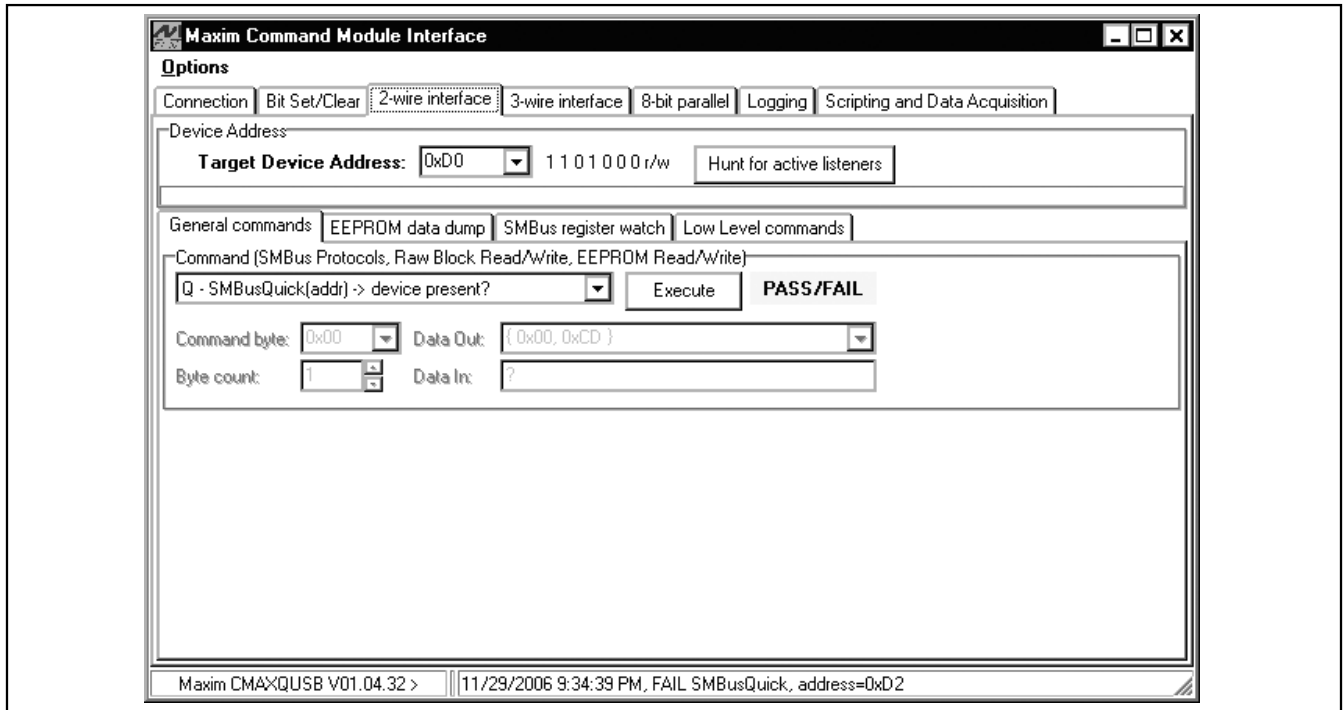 Maxim Command Module Interface
Options
Connection Bit Set/Clear 2-wire interface 3-wire interface 8-bit parallel Logging Scripting and Data Acquisition
Device Address
Target Device Address: 0xD0 1 1 0 1 0 0 0 r/w Hunt for active listeners
General commands EEPROM data dump SMBus register watch Low Level commands
Command (SMBus Protocols, Raw Block Read/Write, EEPROM Read/Write)
Q - SMBusQuick(addr) -> device present? Execute PASS/FAIL
Command byte: 0x00 Data Out: { 0x00, 0xCD }
Byte count: 1 Data In: ?
Maxim CMAXQUSB V01.04.32 > 11/29/2006 9:34:39 PM, FAIL SMBusQuick, address=0xD2